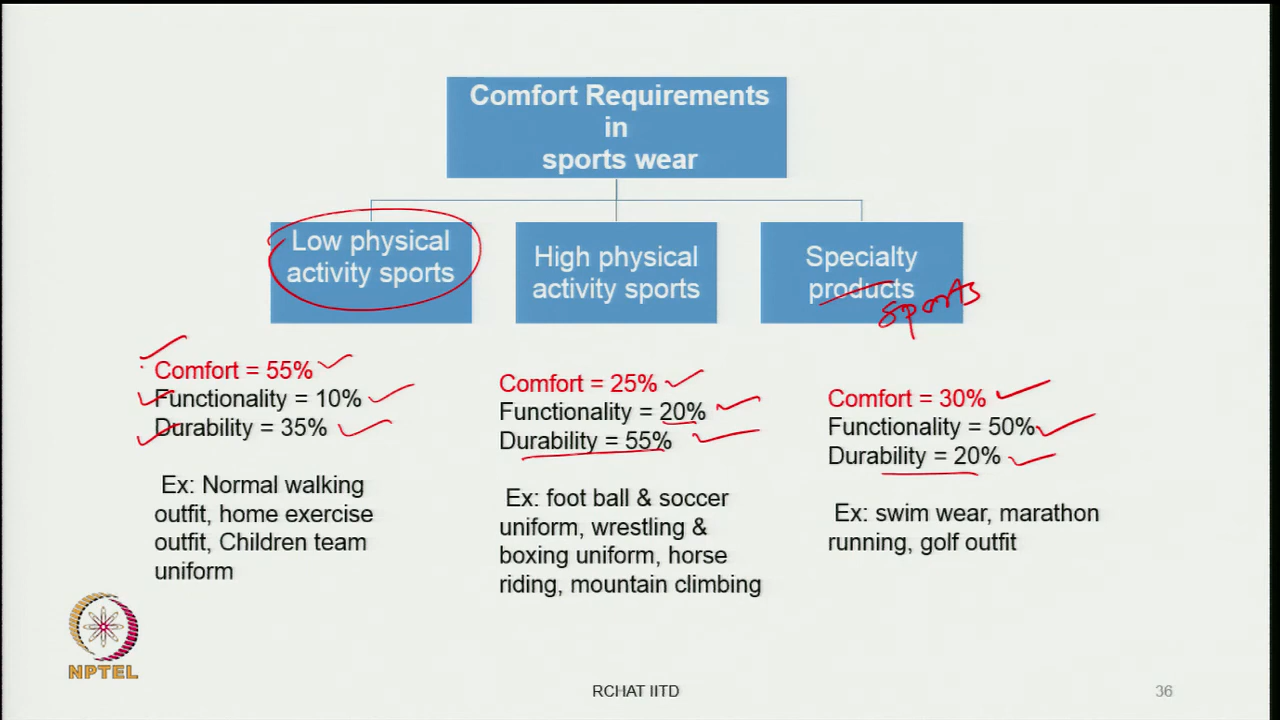 Comfort Requirements
in
sports wear
Low physical
activity sports
High physical
activity sports
Specialty
products
sports
Comfort = 55%
Functionality = 10%
Durability = 35%
Ex: Normal walking
outfit, home exercise
outfit, Children team
uniform
Comfort = 25%
Functionality = 20%
Durability = 55%
Ex: foot ball & soccer
uniform, wrestling &
boxing uniform, horse
riding, mountain climbing
Comfort = 30%
Functionality = 50%
Durability = 20%
Ex: swim wear, marathon
running, golf outfit
NPTEL
RCHAT IITD
36